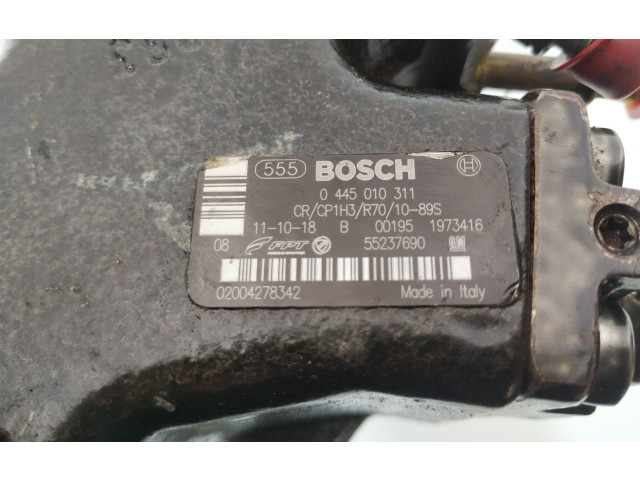 555 BOSCH
0 445 010 311
CR/CP1H3/R70/10-89S
11-10-18 B 00195 1973416
08 FPT 55237690 GM
02004278342 Made in Italy